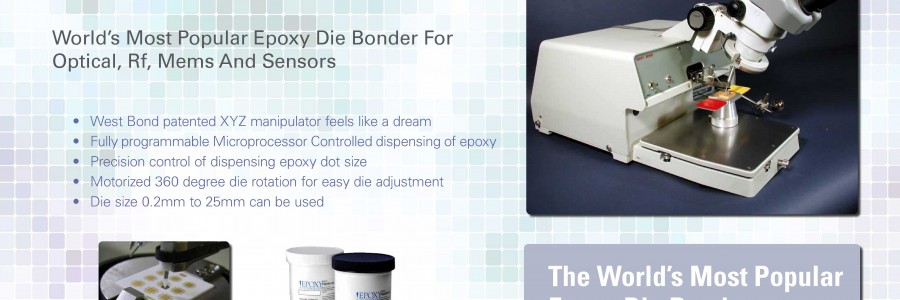 World's Most Popular Epoxy Die Bonder For
Optical, Rf, Mems And Sensors
• West Bond patented XYZ manipulator feels like a dream
• Fully programmable Microprocessor Controlled dispensing of epoxy
• Precision control of dispensing epoxy dot size
• Motorized 360 degree die rotation for easy die adjustment
• Die size 0.2mm to 25mm can be used
EPOXY
EPOXY
The World's Most Popular